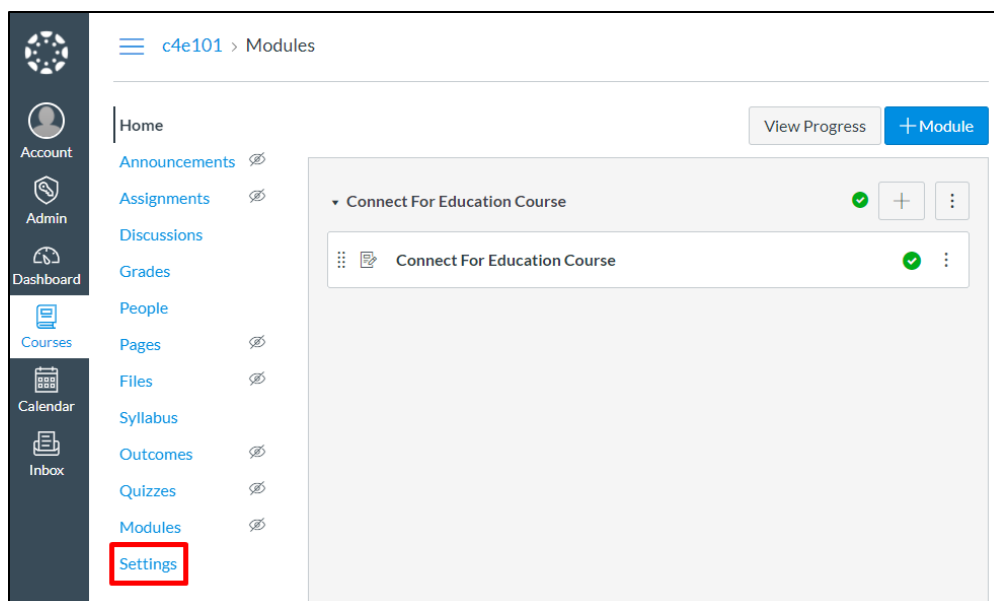 c4e101 > Modules
Account
Admin
Dashboard
Courses
Calendar
Inbox
Home
Announcements
Assignments
Discussions
Grades
People
Pages
Files
Syllabus
Outcomes
Quizzes
Modules
Settings
View Progress
+Module
Connect For Education Course
Connect For Education Course